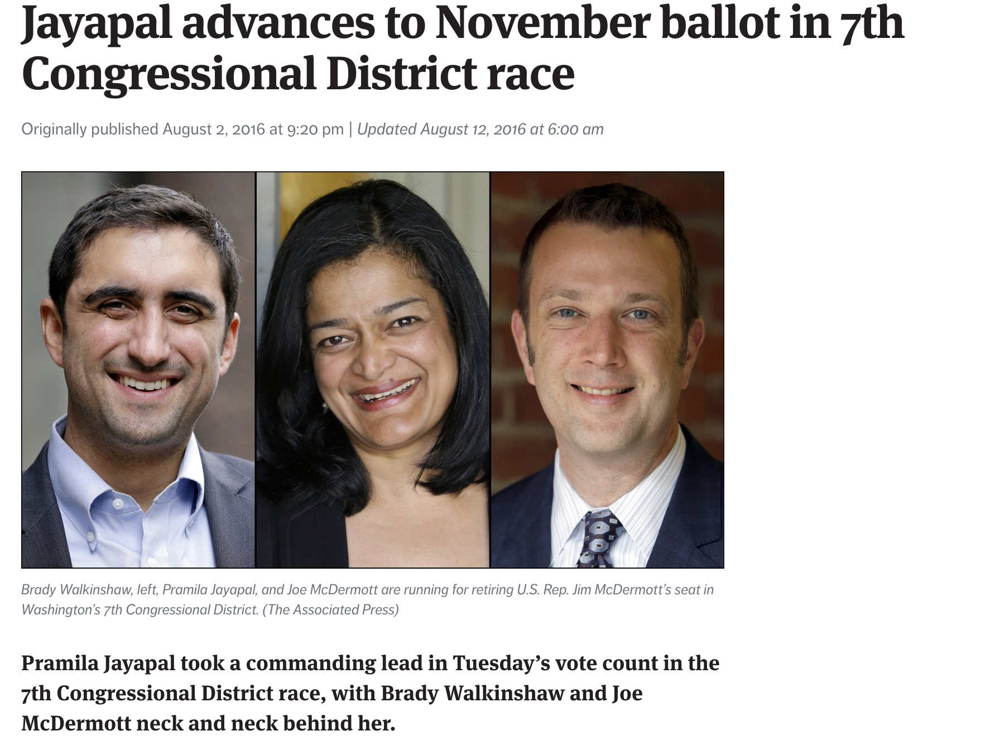 Jayapal advances to November ballot in 7th
Congressional District race
Originally published August 2, 2016 at 9:20 pm | Updated August 12, 2016 at 6:00 am
Brady Walkinshaw, left, Pramila Jayapal, and Joe McDermott are running for retiring U.S. Rep. Jim McDermott’s seat in
Washington’s 7th Congressional District. (The Associated Press)
Pramila Jayapal took a commanding lead in Tuesday’s vote count in the
7th Congressional District race, with Brady Walkinshaw and Joe
McDermott neck and neck behind her.